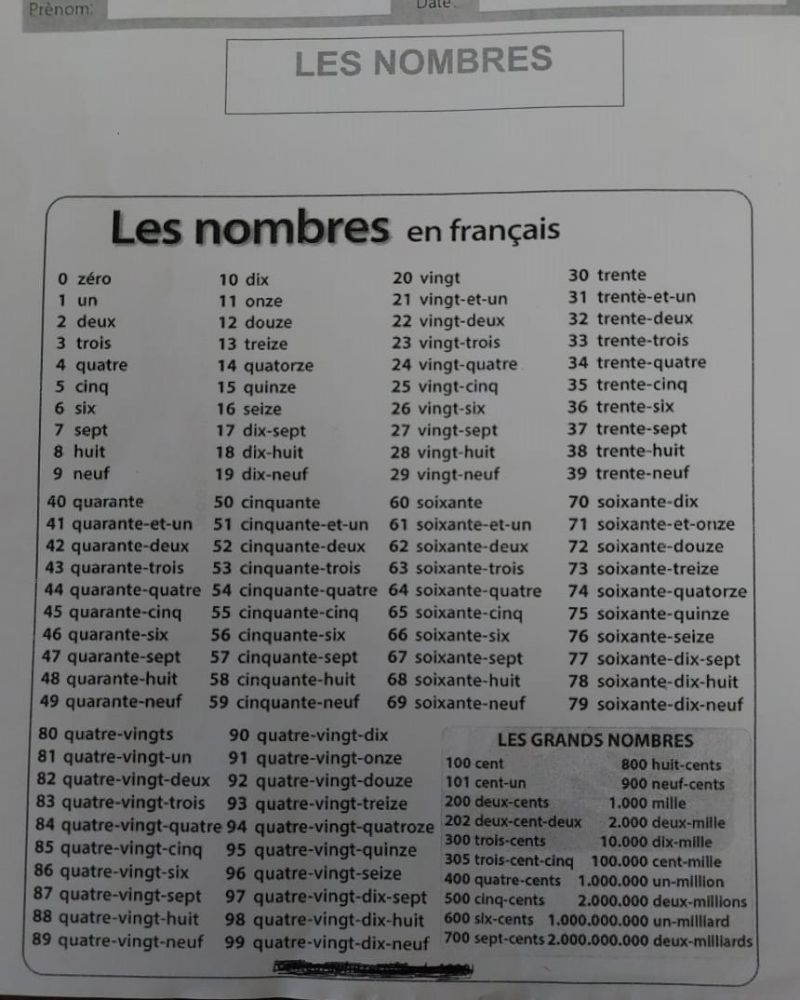 Prènom:
Date:
LES NOMBRES
Les nombres en français
0 zéro 10 dix 20 vingt 30 trente
1 un 11 onze 21 vingt-et-un 31 trente-et-un
2 deux 12 douze 22 vingt-deux 32 trente-deux
3 trois 13 treize 23 vingt-trois 33 trente-trois
4 quatre 14 quatorze 24 vingt-quatre 34 trente-quatre
5 cinq 15 quinze 25 vingt-cinq 35 trente-cinq
6 six 16 seize 26 vingt-six 36 trente-six
7 sept 17 dix-sept 27 vingt-sept 37 trente-sept
8 huit 18 dix-huit 28 vingt-huit 38 trente-huit
9 neuf 19 dix-neuf 29 vingt-neuf 39 trente-neuf
40 quarante 50 cinquante 60 soixante 70 soixante-dix
41 quarante-et-un 51 cinquante-et-un 61 soixante-et-un 71 soixante-et-onze
42 quarante-deux 52 cinquante-deux 62 soixante-deux 72 soixante-douze
43 quarante-trois 53 cinquante-trois 63 soixante-trois 73 soixante-treize
44 quarante-quatre 54 cinquante-quatre 64 soixante-quatre 74 soixante-quatorze
45 quarante-cinq 55 cinquante-cinq 65 soixante-cinq 75 soixante-quinze
46 quarante-six 56 cinquante-six 66 soixante-six 76 soixante-seize
47 quarante-sept 57 cinquante-sept 67 soixante-sept 77 soixante-dix-sept
48 quarante-huit 58 cinquante-huit 68 soixante-huit 78 soixante-dix-huit
49 quarante-neuf 59 cinquante-neuf 69 soixante-neuf 79 soixante-dix-neuf
80 quatre-vingts 90 quatre-vingt-dix
81 quatre-vingt-un 91 quatre-vingt-onze
82 quatre-vingt-deux 92 quatre-vingt-douze
83 quatre-vingt-trois 93 quatre-vingt-treize
84 quatre-vingt-quatre 94 quatre-vingt-quatroze
85 quatre-vingt-cinq 95 quatre-vingt-quinze
86 quatre-vingt-six 96 quatre-vingt-seize
87 quatre-vingt-sept 97 quatre-vingt-dix-sept
88 quatre-vingt-huit 98 quatre-vingt-dix-huit
89 quatre-vingt-neuf 99 quatre-vingt-dix-neuf
LES GRANDS NOMBRES
100 cent 800 huit-cents
101 cent-un 900 neuf-cents
200 deux-cents 1.000 mille
202 deux-cent-deux 2.000 deux-mille
300 trois-cents 10.000 dix-mille
305 trois-cent-cinq 100.000 cent-mille
400 quatre-cents 1.000.000 un-million
500 cinq-cents 2.000.000 deux-millions
600 six-cents 1.000.000.000 un-milliard
700 sept-cents 2.000.000.000 deux-milliards